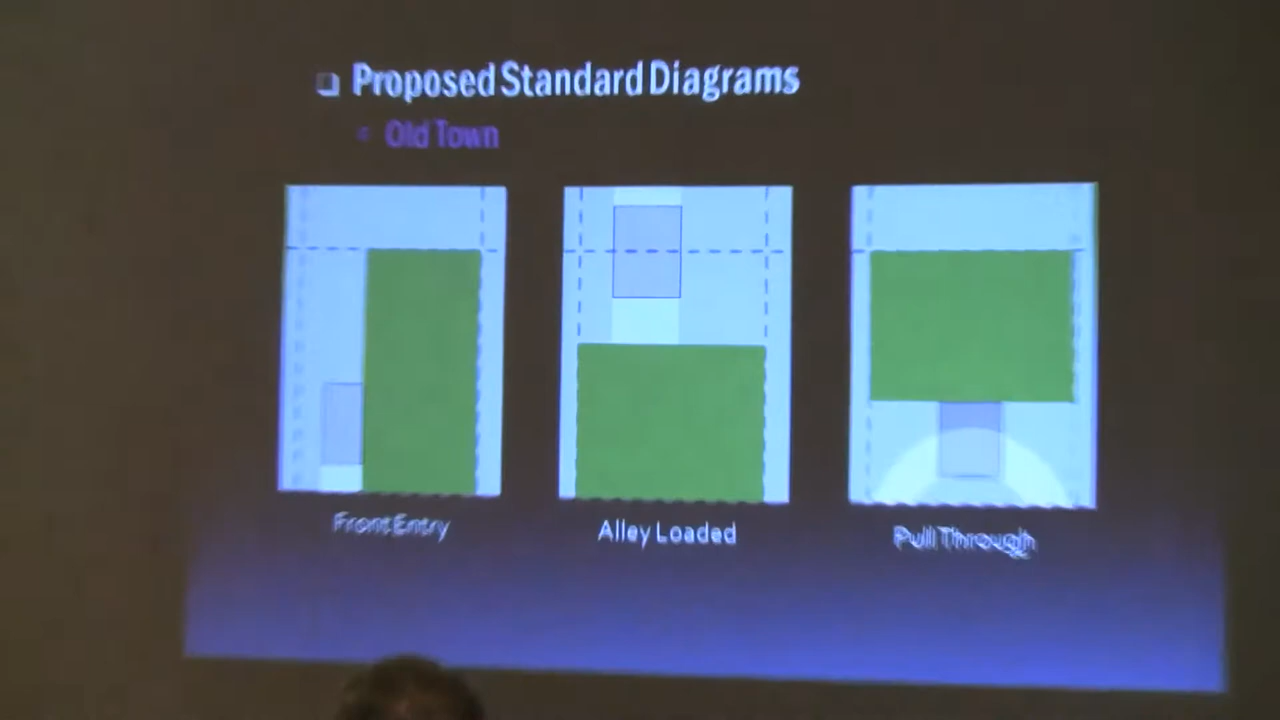 Proposed Standard Diagrams
Old Town
Front Entry
Alley Loaded
Pull Through